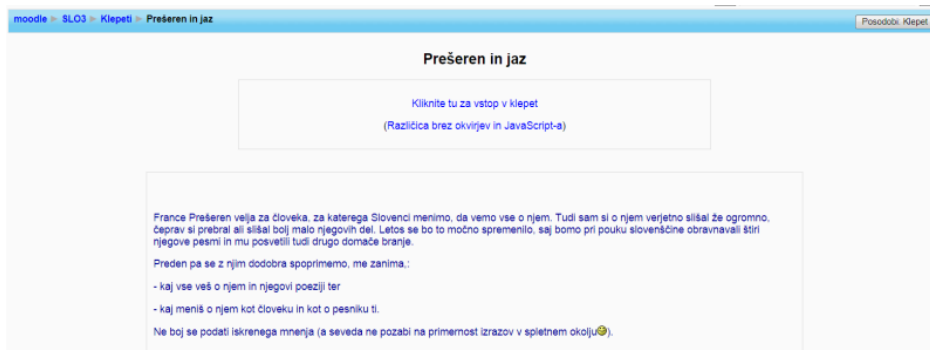 moodle ► SLO3 ► Klepeti ► Prešeren in jaz
Posodobi Klepet
Prešeren in jaz
Kliknite tu za vstop v klepet
(Različica brez okvirjev in JavaScript-a)
France Prešeren velja za človeka, za katerega Slovenci menimo, da vemo vse o njem. Tudi sam si o njem verjetno slišal že ogromno,
čeprav si prebral ali slišal bolj malo njegovih del. Letos se bo to močno spremenilo, saj bomo pri pouku slovenščine obravnavali štiri
njegove pesmi in mu posvetili tudi drugo domače branje.
Preden pa se z njim dodobra spoprimemo, me zanima,:
- kaj vse veš o njem in njegovi poeziji ter
- kaj meniš o njem kot človeku in kot o pesniku ti.
Ne boj se podati iskrenega mnenja (a seveda ne pozabi na primernost izrazov v spletnem okolju).